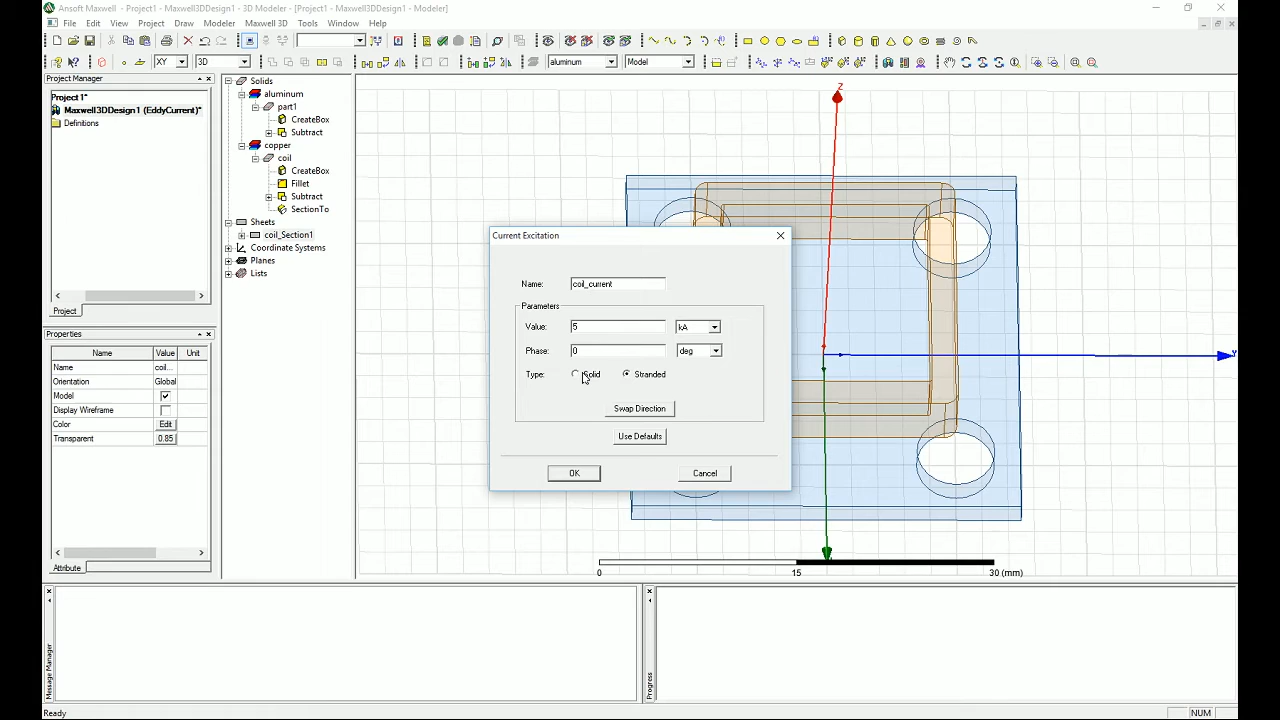 Ansoft Maxwell - Project1 - Maxwell3DDesign1 - 3D Modeler - [Project1 - Maxwell3DDesign1 - Modeler]
File Edit View Project Draw Modeler Maxwell 3D Tools Window Help
XY 3D aluminum Model
Project Manager
Project1*
Maxwell3DDesign1 (EddyCurrent)*
Definitions
Project
Properties
Name Value Unit
Name coil...
Orientation Global
Model
Display Wireframe
Color Edit
Transparent 0.85
Attribute
Solids
aluminum
part1
CreateBox
Subtract
copper
coil
CreateBox
Fillet
Subtract
SectionTo
Sheets
coil_Section1
Coordinate Systems
Planes
Lists
Z
Current Excitation
Name: coil_current
Parameters
Value: 5 kA
Phase: 0 deg
Type: Solid Stranded
Swap Direction
Use Defaults
OK Cancel
Y
0 15 30 (mm)
Message Manager
Progress
Ready NUM